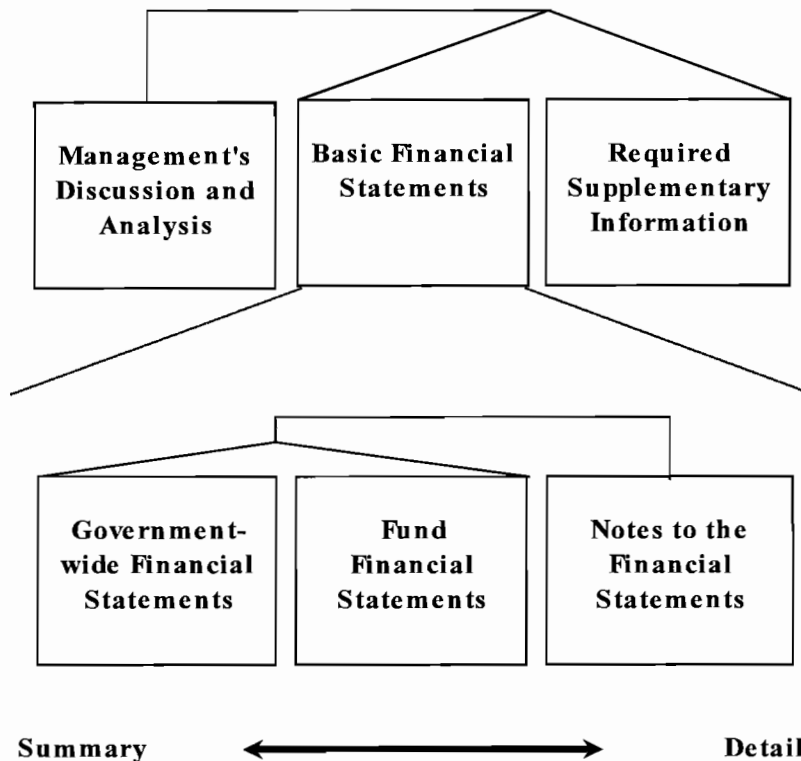 Management's
Discussion and
Analysis
Basic Financial
Statements
Required
Supplementary
Information
Government-
wide Financial
Statements
Fund
Financial
Statements
Notes to the
Financial
Statements
Summary
Detail